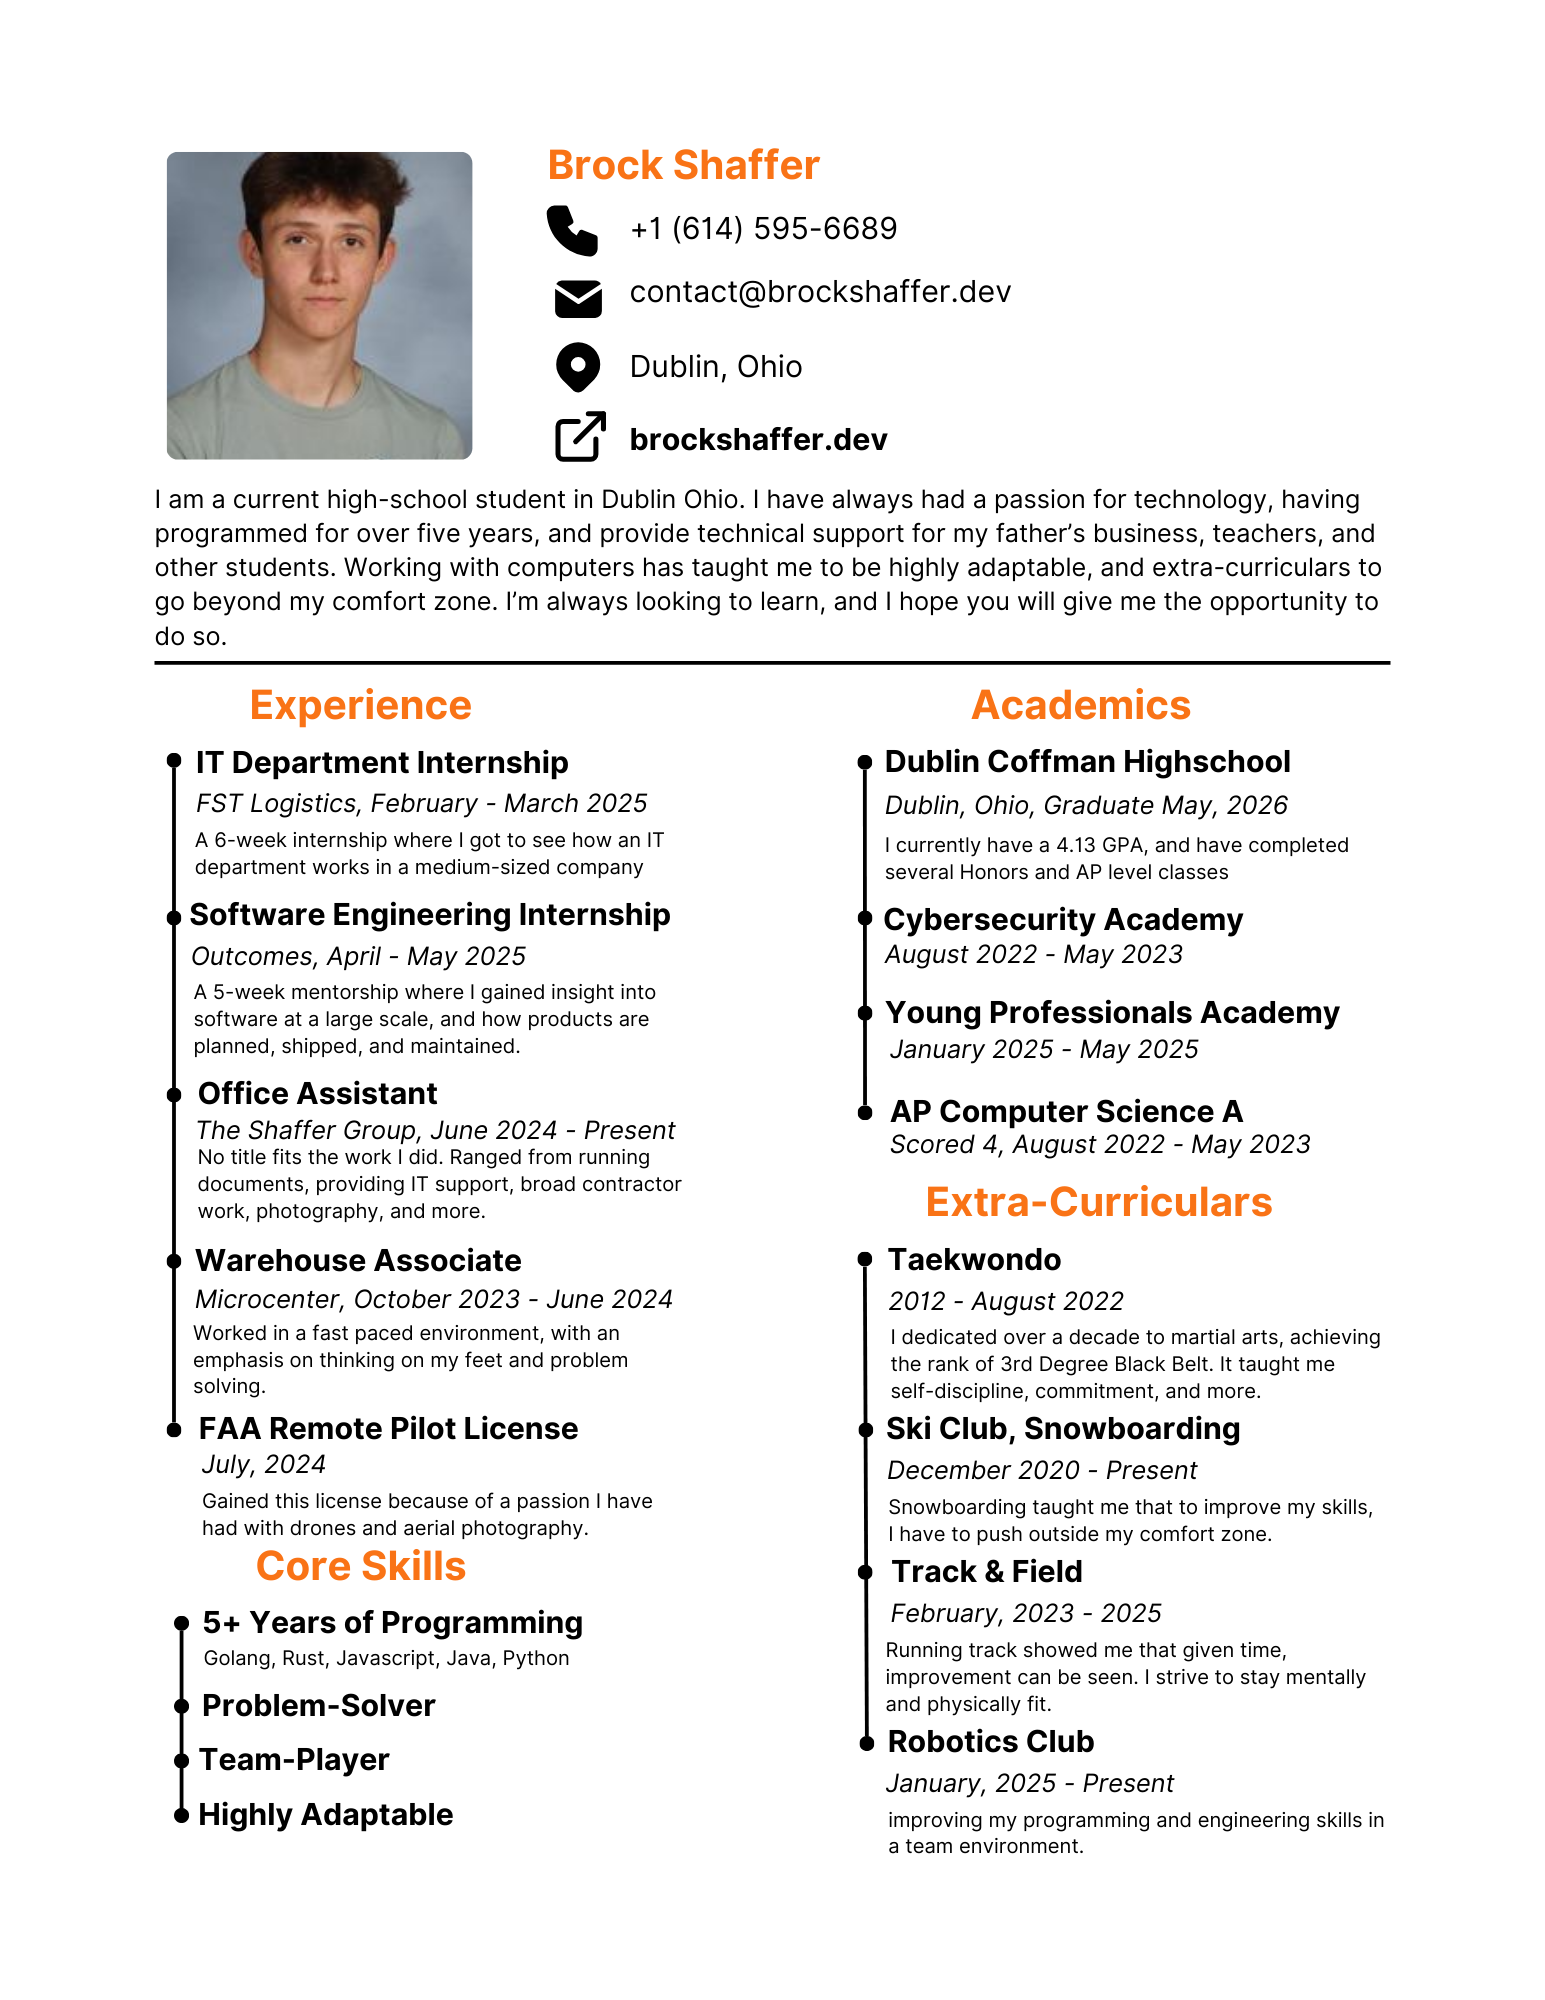 Brock Shaffer
+1 (614) 595-6689
contact@brockshaffer.dev
Dublin, Ohio
brockshaffer.dev
I am a current high-school student in Dublin Ohio. I have always had a passion for technology, having
programmed for over five years, and provide technical support for my father’s business, teachers, and
other students. Working with computers has taught me to be highly adaptable, and extra-curriculars to
go beyond my comfort zone. I’m always looking to learn, and I hope you will give me the opportunity to
do so.
Experience
IT Department Internship
FST Logistics, February - March 2025
A 6-week internship where I got to see how an IT
department works in a medium-sized company
Software Engineering Internship
Outcomes, April - May 2025
A 5-week mentorship where I gained insight into
software at a large scale, and how products are
planned, shipped, and maintained.
Office Assistant
The Shaffer Group, June 2024 - Present
No title fits the work I did. Ranged from running
documents, providing IT support, broad contractor
work, photography, and more.
Warehouse Associate
Microcenter, October 2023 - June 2024
Worked in a fast paced environment, with an
emphasis on thinking on my feet and problem
solving.
FAA Remote Pilot License
July, 2024
Gained this license because of a passion I have
had with drones and aerial photography.
Core Skills
5+ Years of Programming
Golang, Rust, Javascript, Java, Python
Problem-Solver
Team-Player
Highly Adaptable
Academics
Dublin Coffman Highschool
Dublin, Ohio, Graduate May, 2026
I currently have a 4.13 GPA, and have completed
several Honors and AP level classes
Cybersecurity Academy
August 2022 - May 2023
Young Professionals Academy
January 2025 - May 2025
AP Computer Science A
Scored 4, August 2022 - May 2023
Extra-Curriculars
Taekwondo
2012 - August 2022
I dedicated over a decade to martial arts, achieving
the rank of 3rd Degree Black Belt. It taught me
self-discipline, commitment, and more.
Ski Club, Snowboarding
December 2020 - Present
Snowboarding taught me that to improve my skills,
I have to push outside my comfort zone.
Track & Field
February, 2023 - 2025
Running track showed me that given time,
improvement can be seen. I strive to stay mentally
and physically fit.
Robotics Club
January, 2025 - Present
improving my programming and engineering skills in
a team environment.